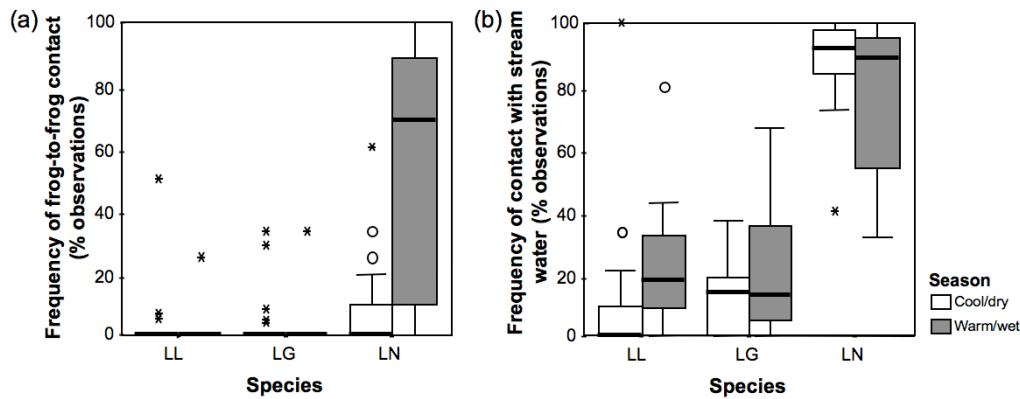 (a)
Frequency of frog-to-frog contact
(% observations)
100
80
60
40
20
0
LL LG LN
Species
(b)
Frequency of contact with stream
water (% observations)
100
80
60
40
20
0
LL LG LN
Species
Season
Cool/dry
Warm/wet